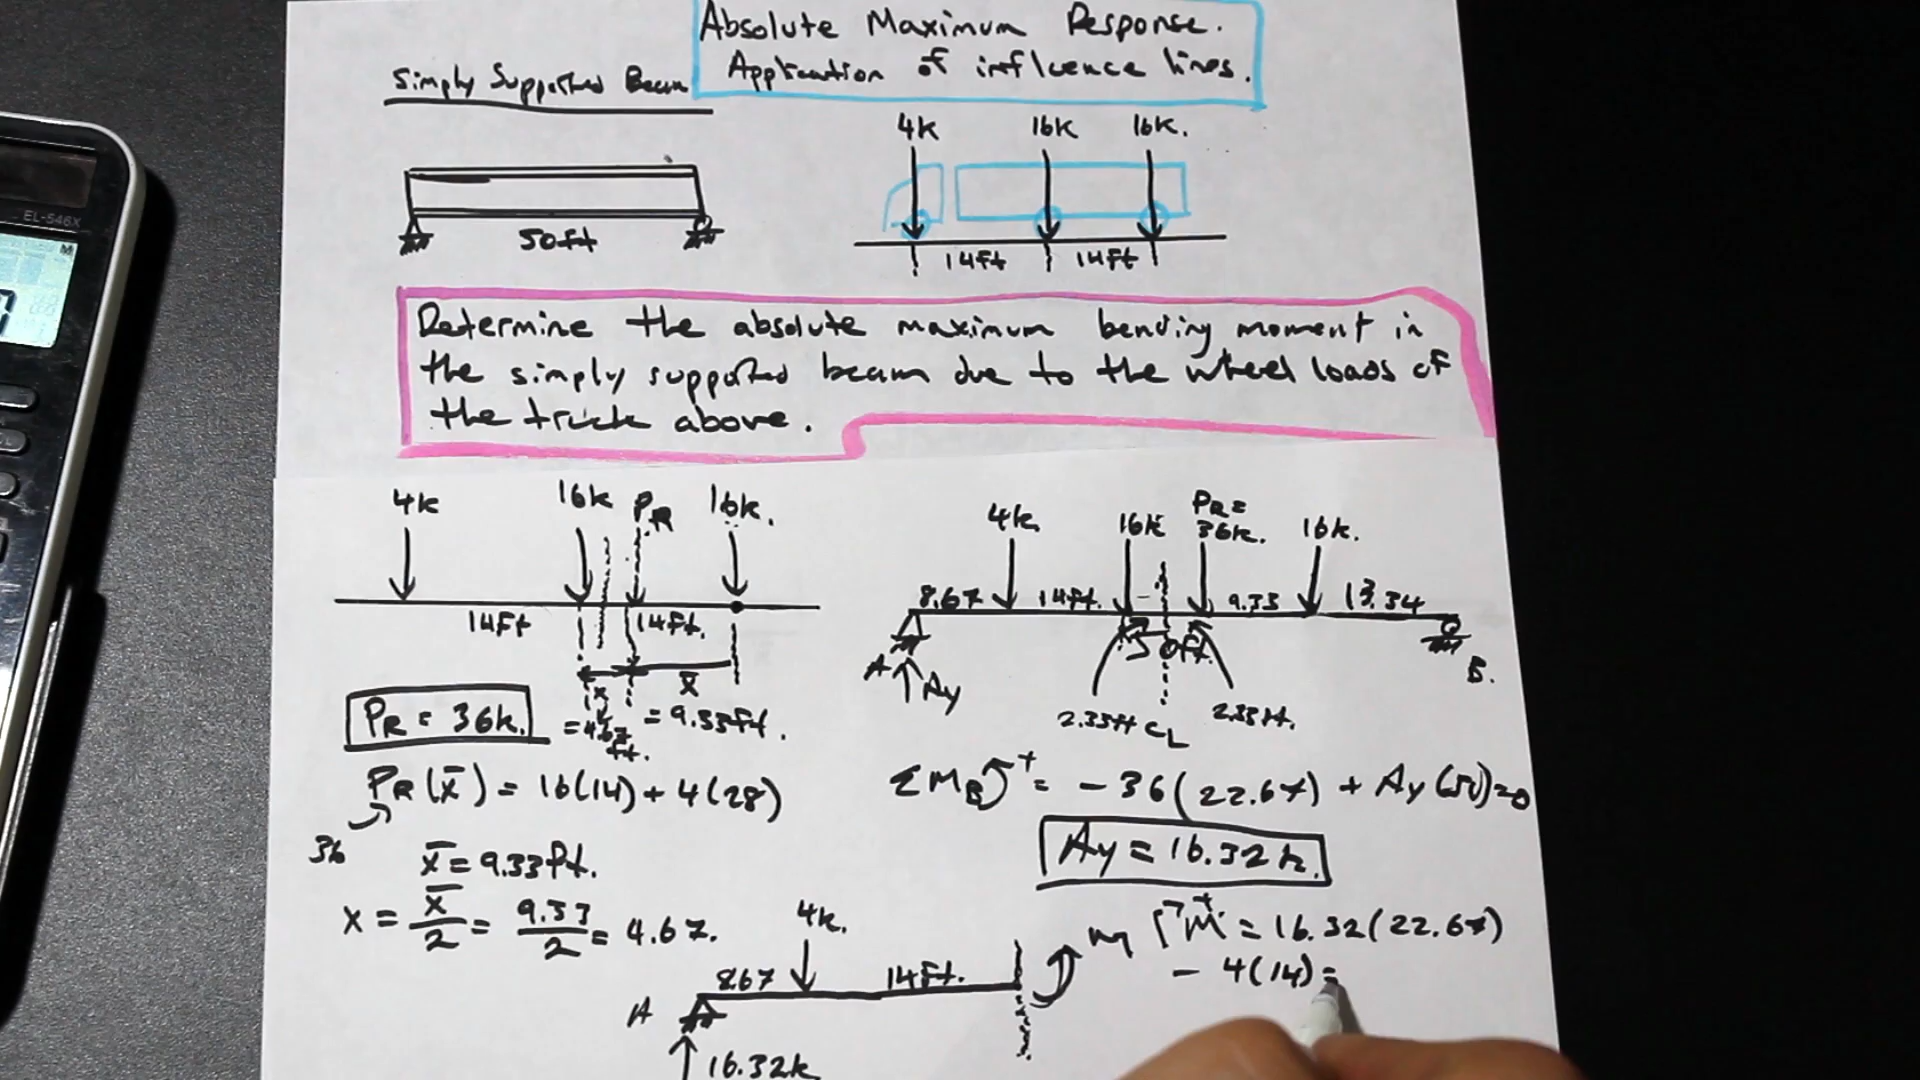 Absolute Maximum Response.
Application of influence lines.
Simply Supported Beam
4k 16k 16k.
50ft
14ft 14ft
EL-546X
M
Determine the absolute maximum bending moment in
the simply supported beam due to the wheel loads of
the truck above.
4k 16k PR 16k.
14ft 14ft.
x x̄
= 4.67 ft. = 9.33ft.
PR = 36k.
PR(x̄) = 16(14) + 4(28)
36
x̄ = 9.33ft.
x = x̄/2 = 9.33/2 = 4.67.
4k. 16k PR = 36k. 16k.
8.67 14ft. 9.33 13.34
50ft.
A Ay B.
2.33ft CL 2.33ft.
ΣMB + = - 36(22.67) + Ay(50)=0
Ay = 16.32k.
4k.
8.67 14ft.
A
16.32k
M
M+ = 16.32(22.67)
- 4(14) =